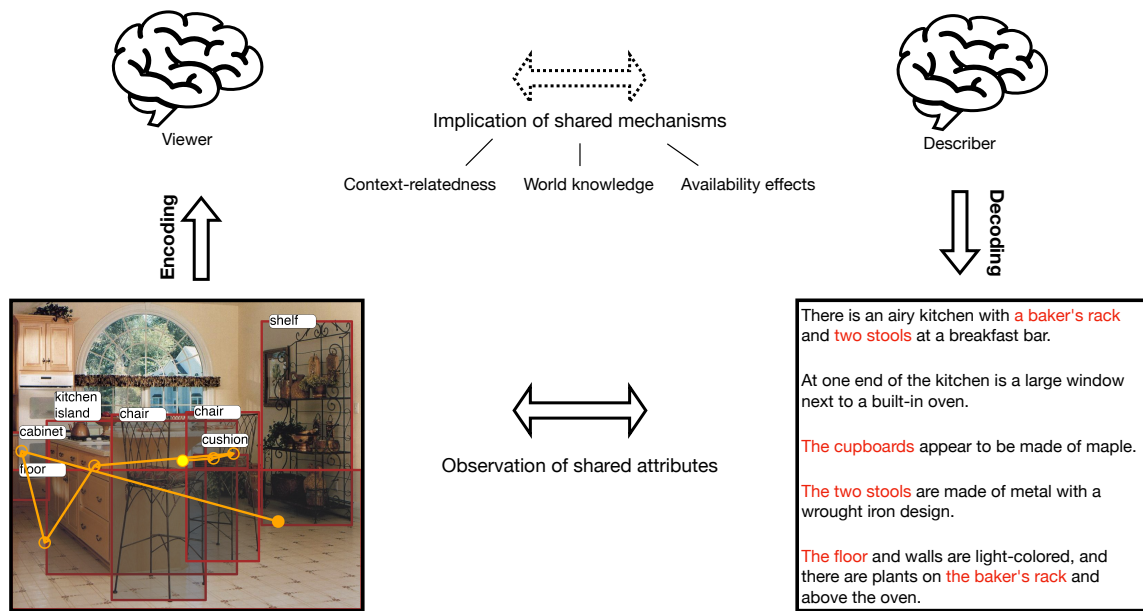 Viewer
Implication of shared mechanisms
Context-relatedness
World knowledge
Availability effects
Describer
Encoding
Decoding
shelf
kitchen
island
chair
chair
cabinet
cushion
floor
Observation of shared attributes
There is an airy kitchen with a baker's rack
and two stools at a breakfast bar.
At one end of the kitchen is a large window
next to a built-in oven.
The cupboards appear to be made of maple.
The two stools are made of metal with a
wrought iron design.
The floor and walls are light-colored, and
there are plants on the baker's rack and
above the oven.